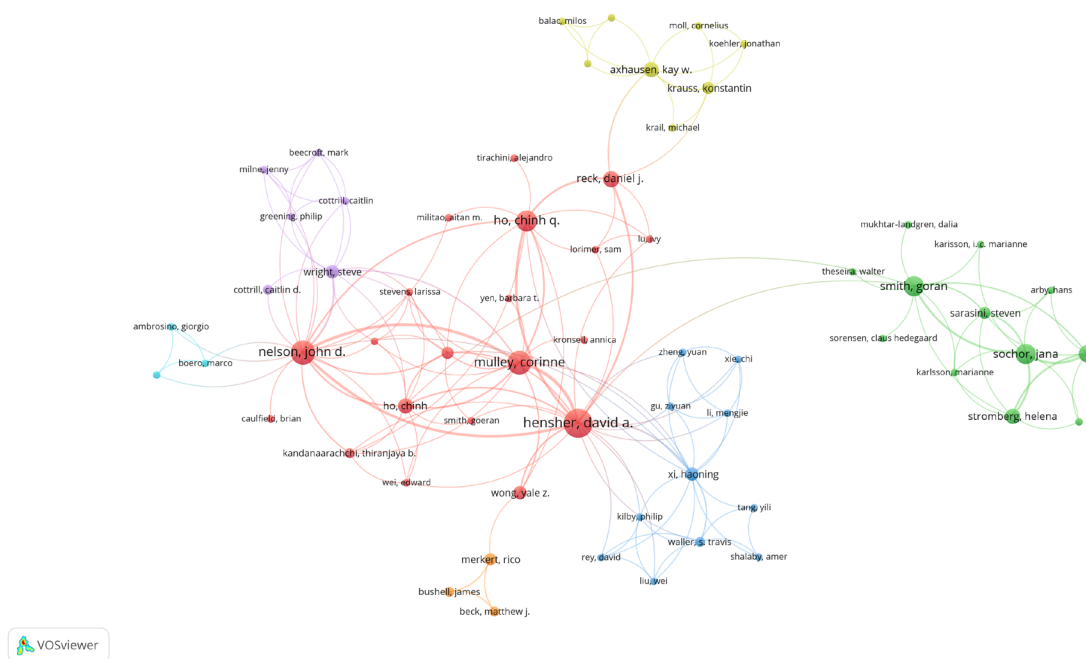 balac, milos
moll, cornelius
koehler, jonathan
axhausen, kay w.
krauss, konstantin
krail, michael
beecroft, mark
tirachini, alejandro
milne, jenny
reck, daniel j.
cottrill, caitlin
greening, philip
militao, aitan m.
ho, chinh q.
mukhtar-landgren, dalia
lu, ivy
karisson, i.c. marianne
lorimer, sam
wright, steve
theseira, walter
cottrill, caitlin d.
stevens, larissa
smith, goran
arby, hans
yen, barbara t.
sarasini, steven
ambrosino, giorgio
kronsell, annica
sorensen, claus hedegaard
nelson, john d.
zheng, yuan
xie, chi
sochor, jana
boero, marco
mulley, corinne
karlsson, marianne
ho, chinh
gu, ziyuan
li, mengjie
stromberg, helena
caulfield, brian
smith, goeran
hensher, david a.
kandanaarachchi, thiranjaya b.
xi, haoning
wei, edward
wong, yale z.
tang, yili
kilby, philip
waller, s. travis
rey, david
shalaby, amer
merkert, rico
liu, wei
bushell, james
beck, matthew j.
VOSviewer